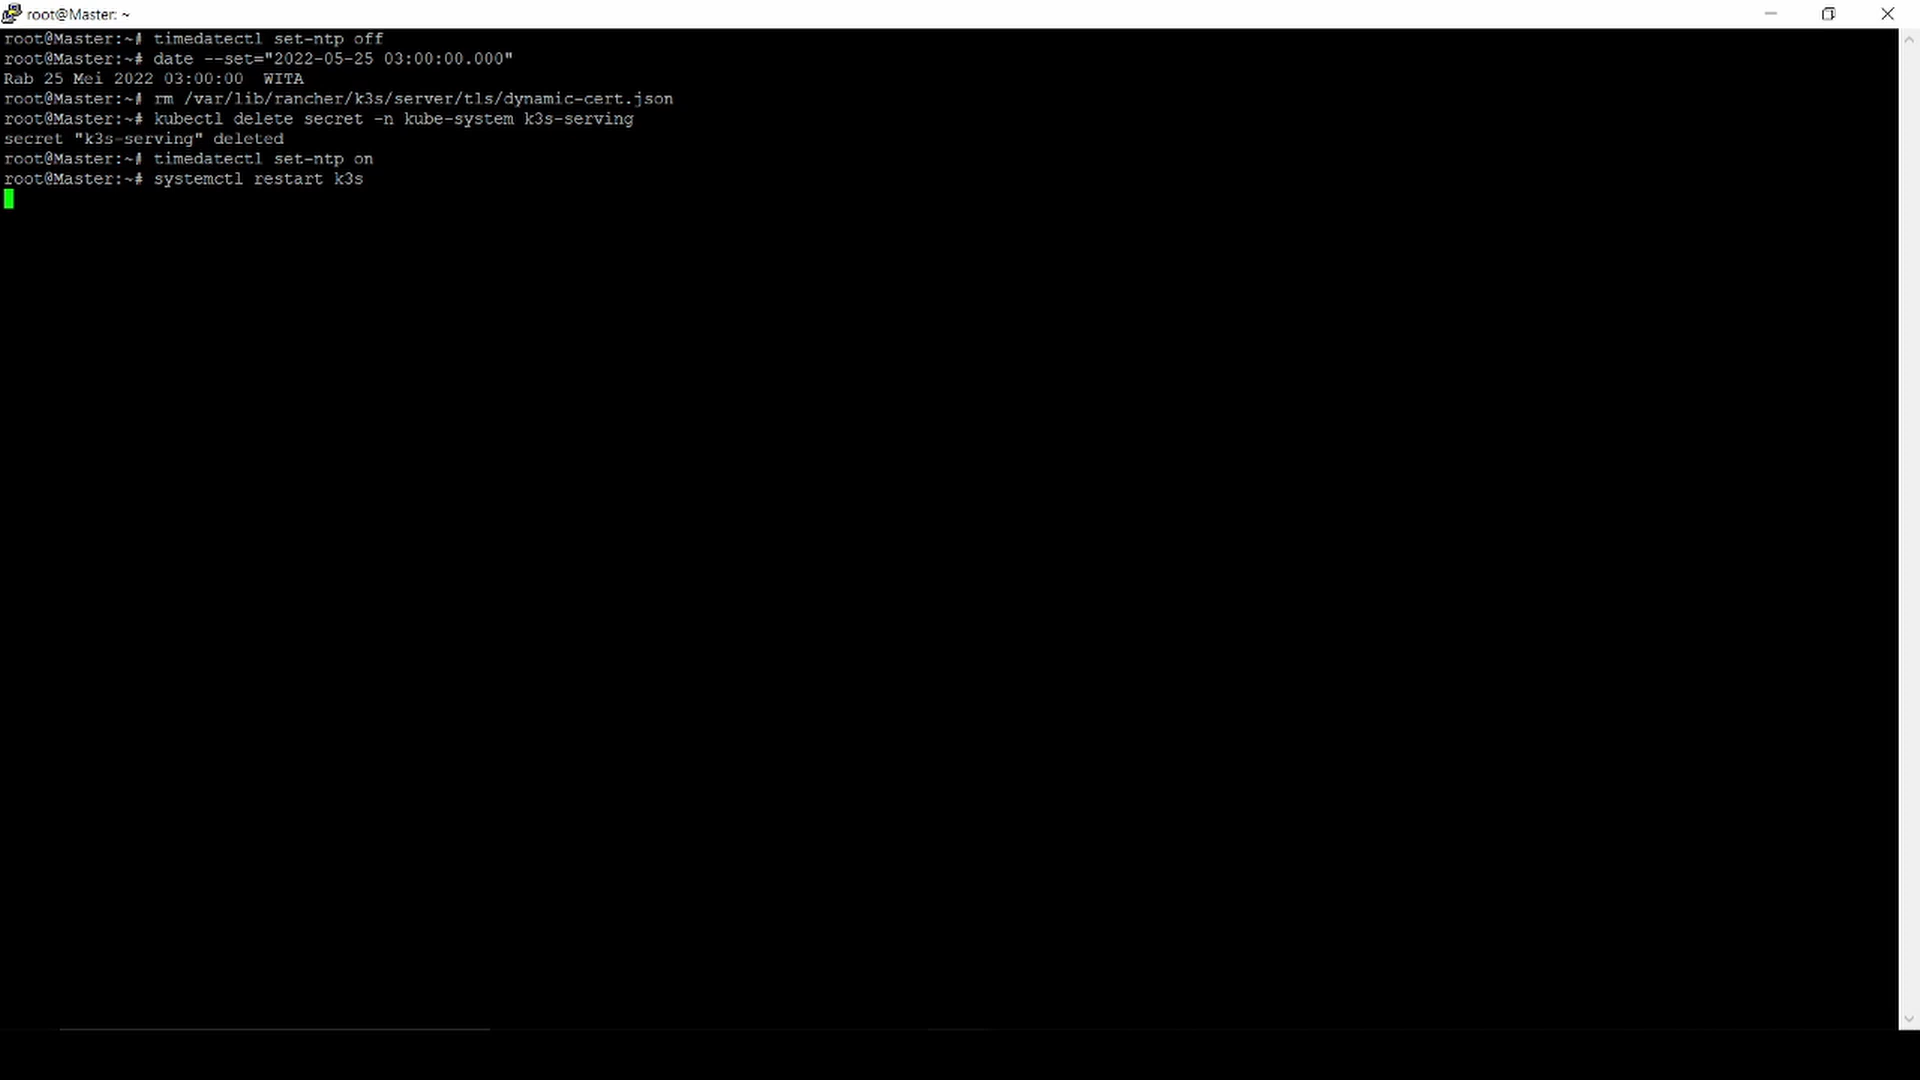 root@Master: ~
root@Master:~# timedatectl set-ntp off
root@Master:~# date --set="2022-05-25 03:00:00.000"
Rab 25 Mei 2022 03:00:00  WITA
root@Master:~# rm /var/lib/rancher/k3s/server/tls/dynamic-cert.json
root@Master:~# kubectl delete secret -n kube-system k3s-serving
secret "k3s-serving" deleted
root@Master:~# timedatectl set-ntp on
root@Master:~# systemctl restart k3s